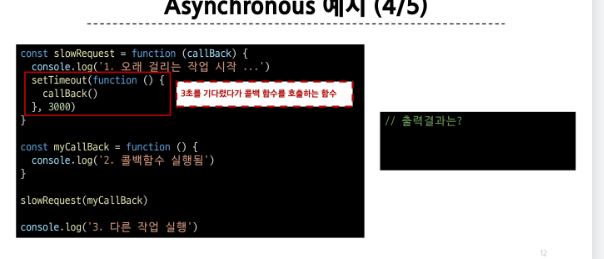 Asynchronous 예시 (4/5)
const slowRequest = function (callBack) {
  console.log('1. 오래 걸리는 작업 시작 ...')
  setTimeout(function () {
    callBack()
  }, 3000)
}
3초를 기다렸다가 콜백 함수를 호출하는 함수
const myCallBack = function () {
  console.log('2. 콜백함수 실행됨')
}
slowRequest(myCallBack)
console.log('3. 다른 작업 실행')
// 출력결과는?
12